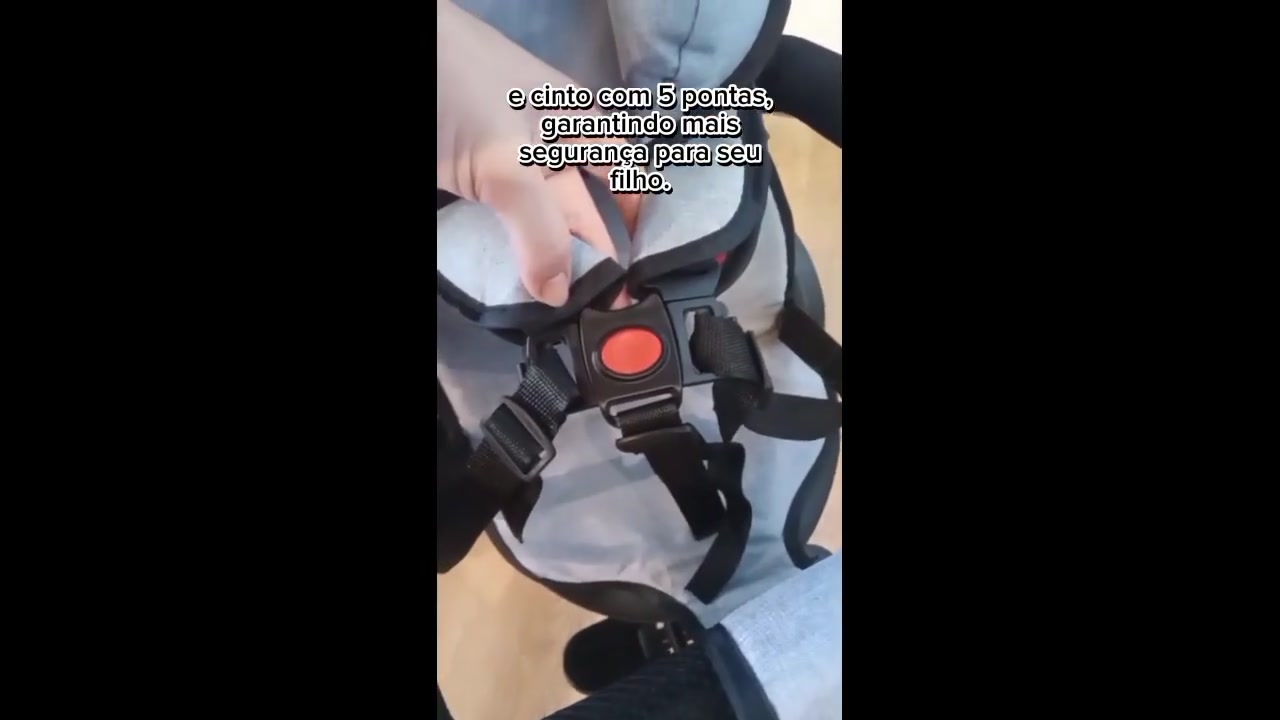 e cinto com 5 pontas,
garantindo mais
segurança para seu
filho.